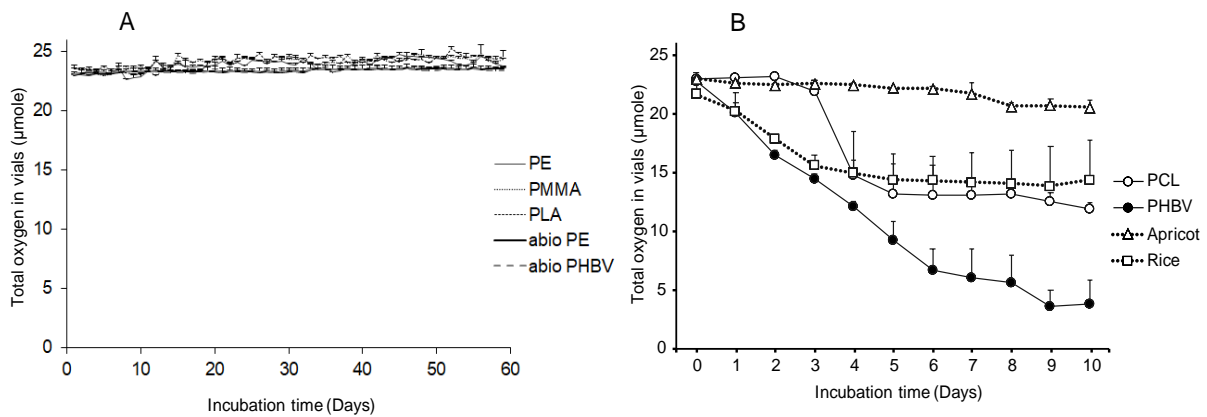 A
Total oxygen in vials (µmole)
25
20
15
10
5
0
0 10 20 30 40 50 60
Incubation time (Days)
PE
PMMA
PLA
abio PE
abio PHBV
B
Total oxygen in vials (µmole)
25
20
15
10
5
0
0 1 2 3 4 5 6 7 8 9 10
Incubation time (Days)
PCL
PHBV
Apricot
Rice